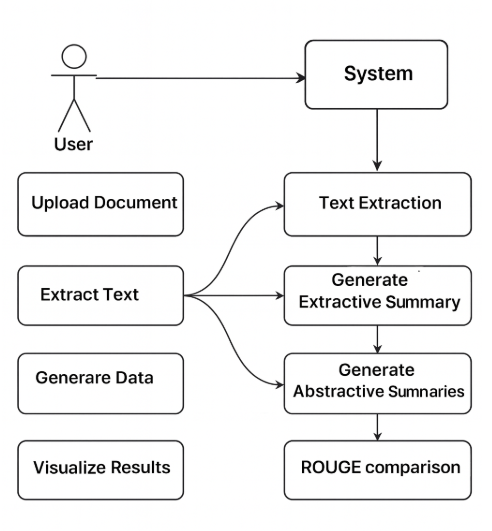 System
User
Upload Document
Text Extraction
Extract Text
Generate
Extractive Summary
Generare Data
Generate
Abstractive Sumnaries
Visualize Results
ROUGE comparison